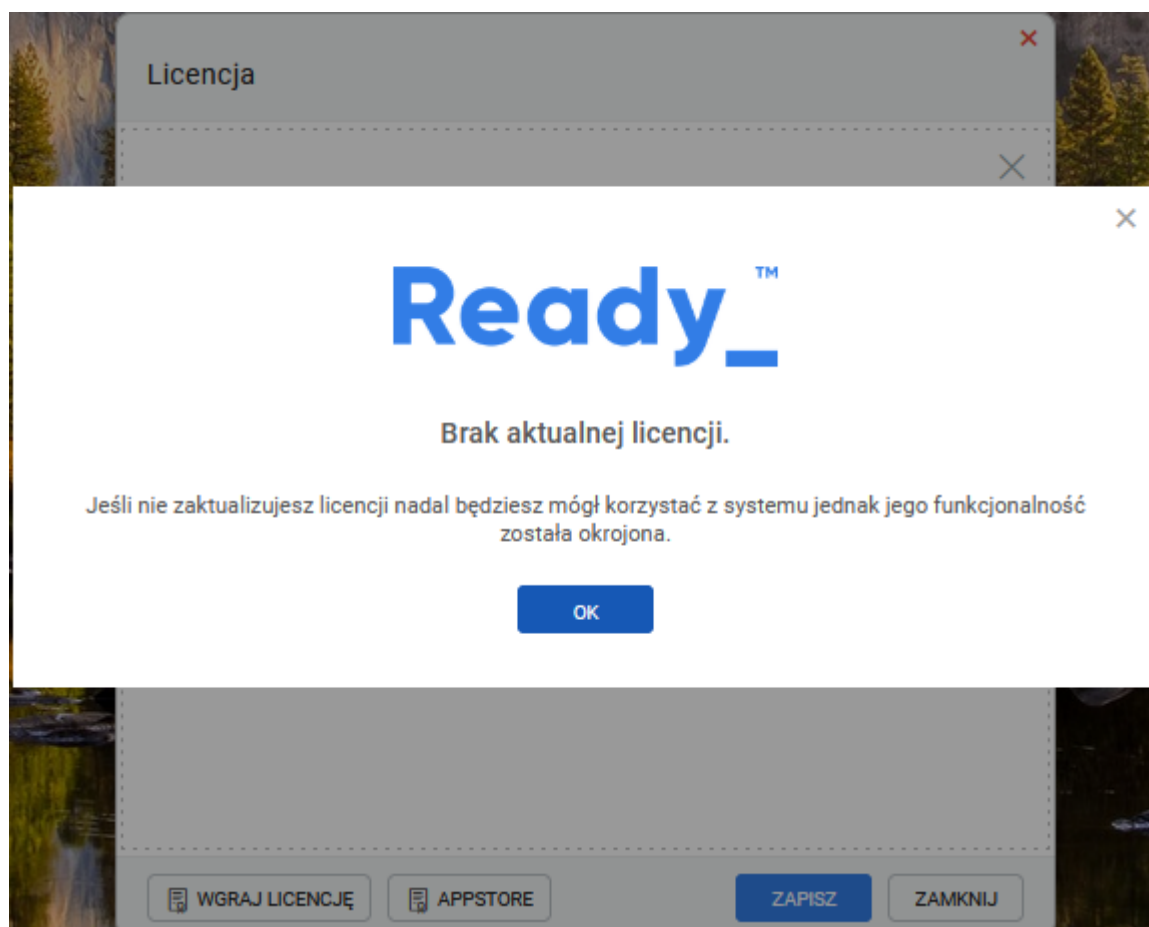 Licencja
Ready_™
Brak aktualnej licencji.
Jeśli nie zaktualizujesz licencji nadal będziesz mógł korzystać z systemu jednak jego funkcjonalność
została okrojona.
OK
WGRAJ LICENCJĘ APPSTORE ZAPISZ ZAMKNIJ